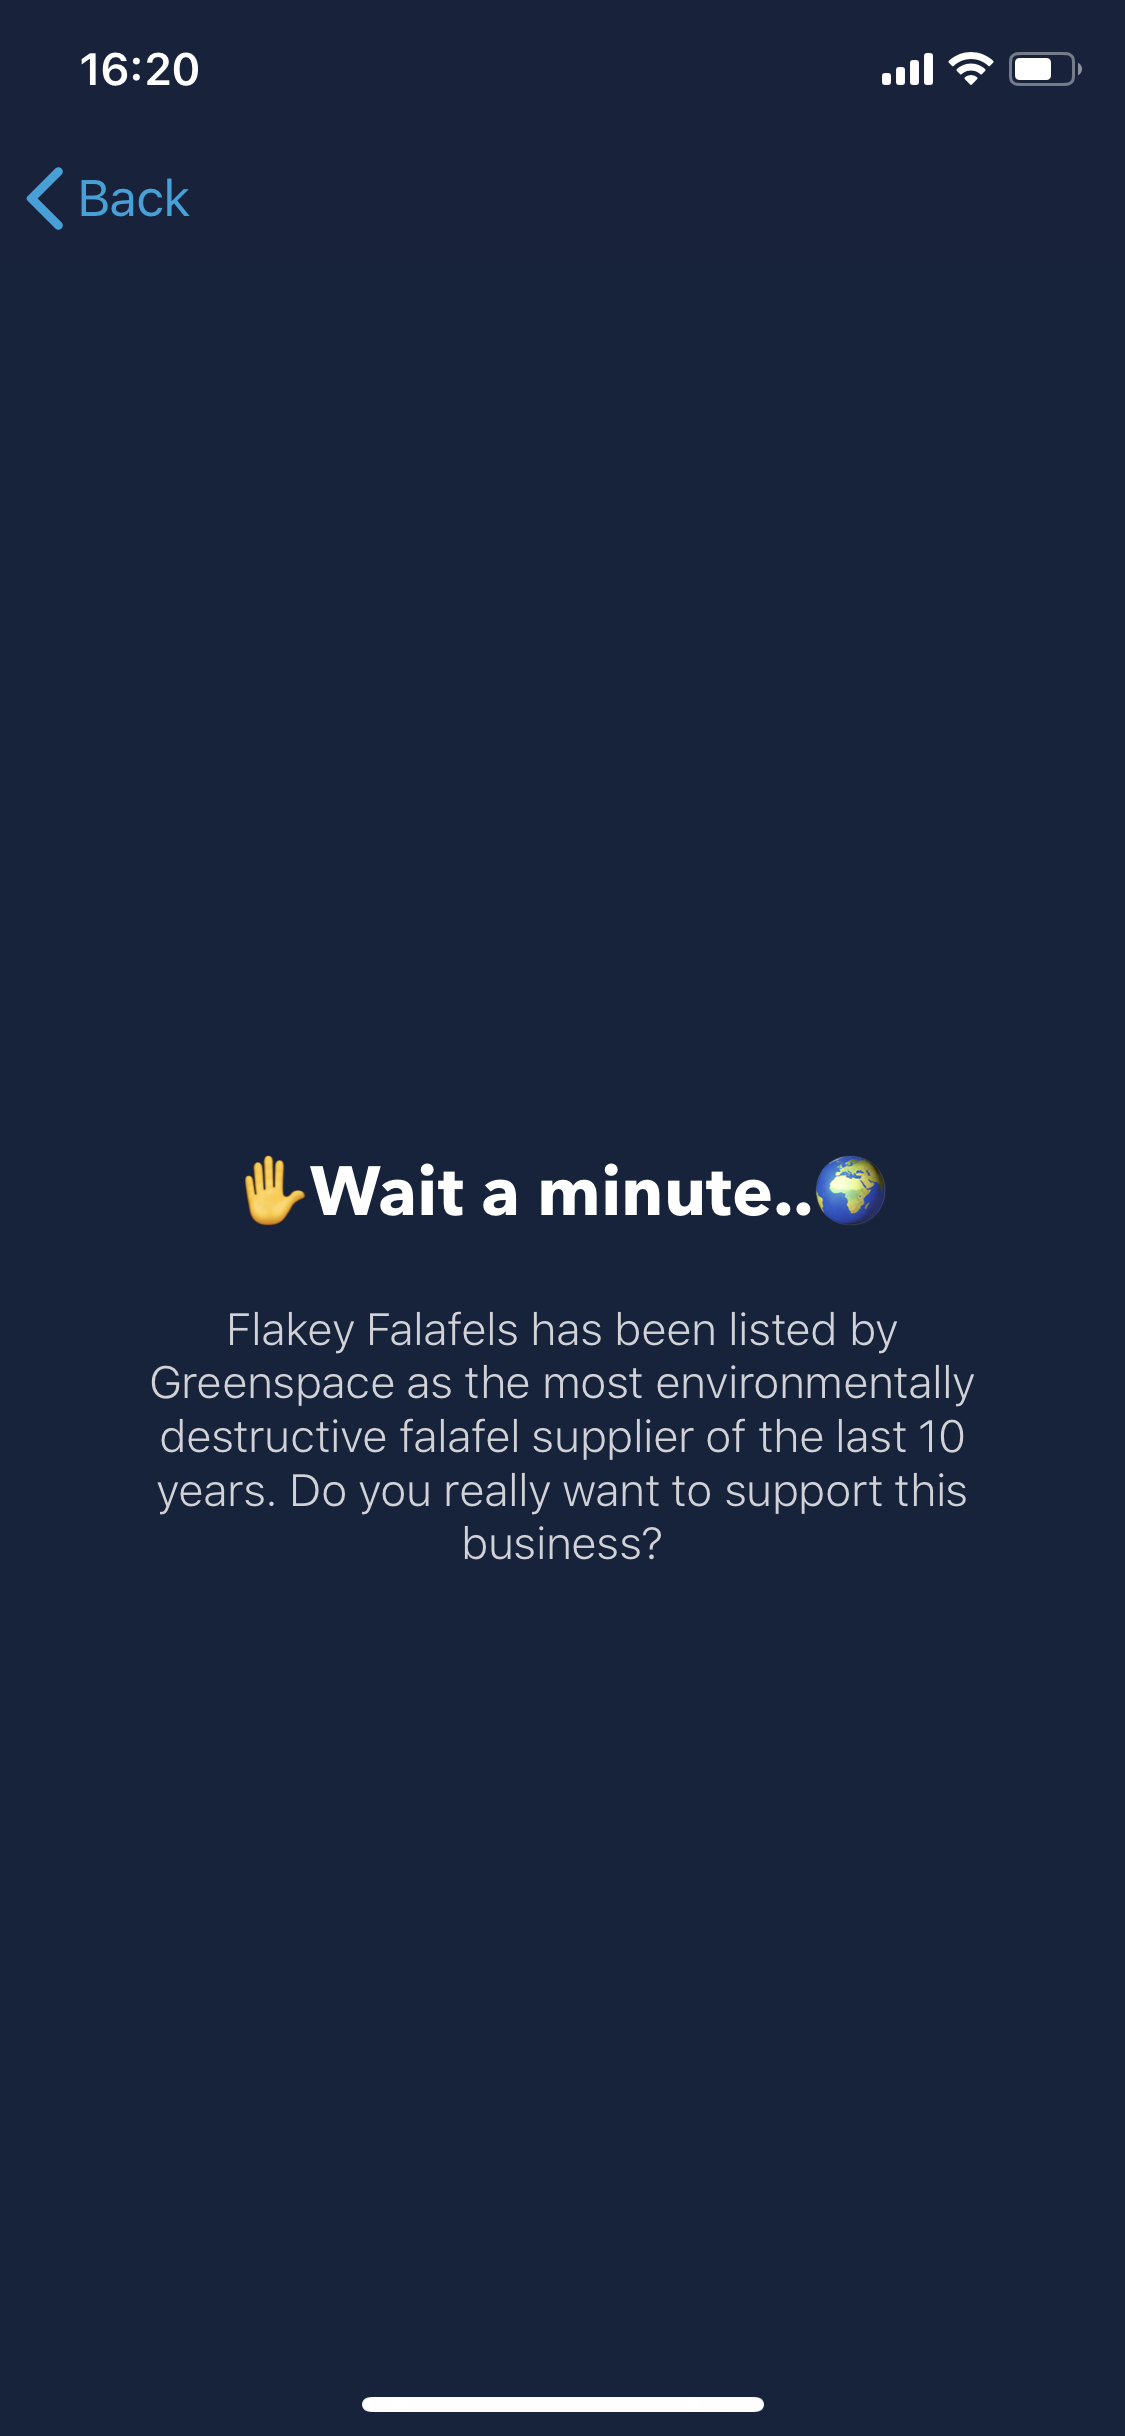 16:20
Back
✋Wait a minute..🌍
Flakey Falafels has been listed by
Greenspace as the most environmentally
destructive falafel supplier of the last 10
years. Do you really want to support this
business?